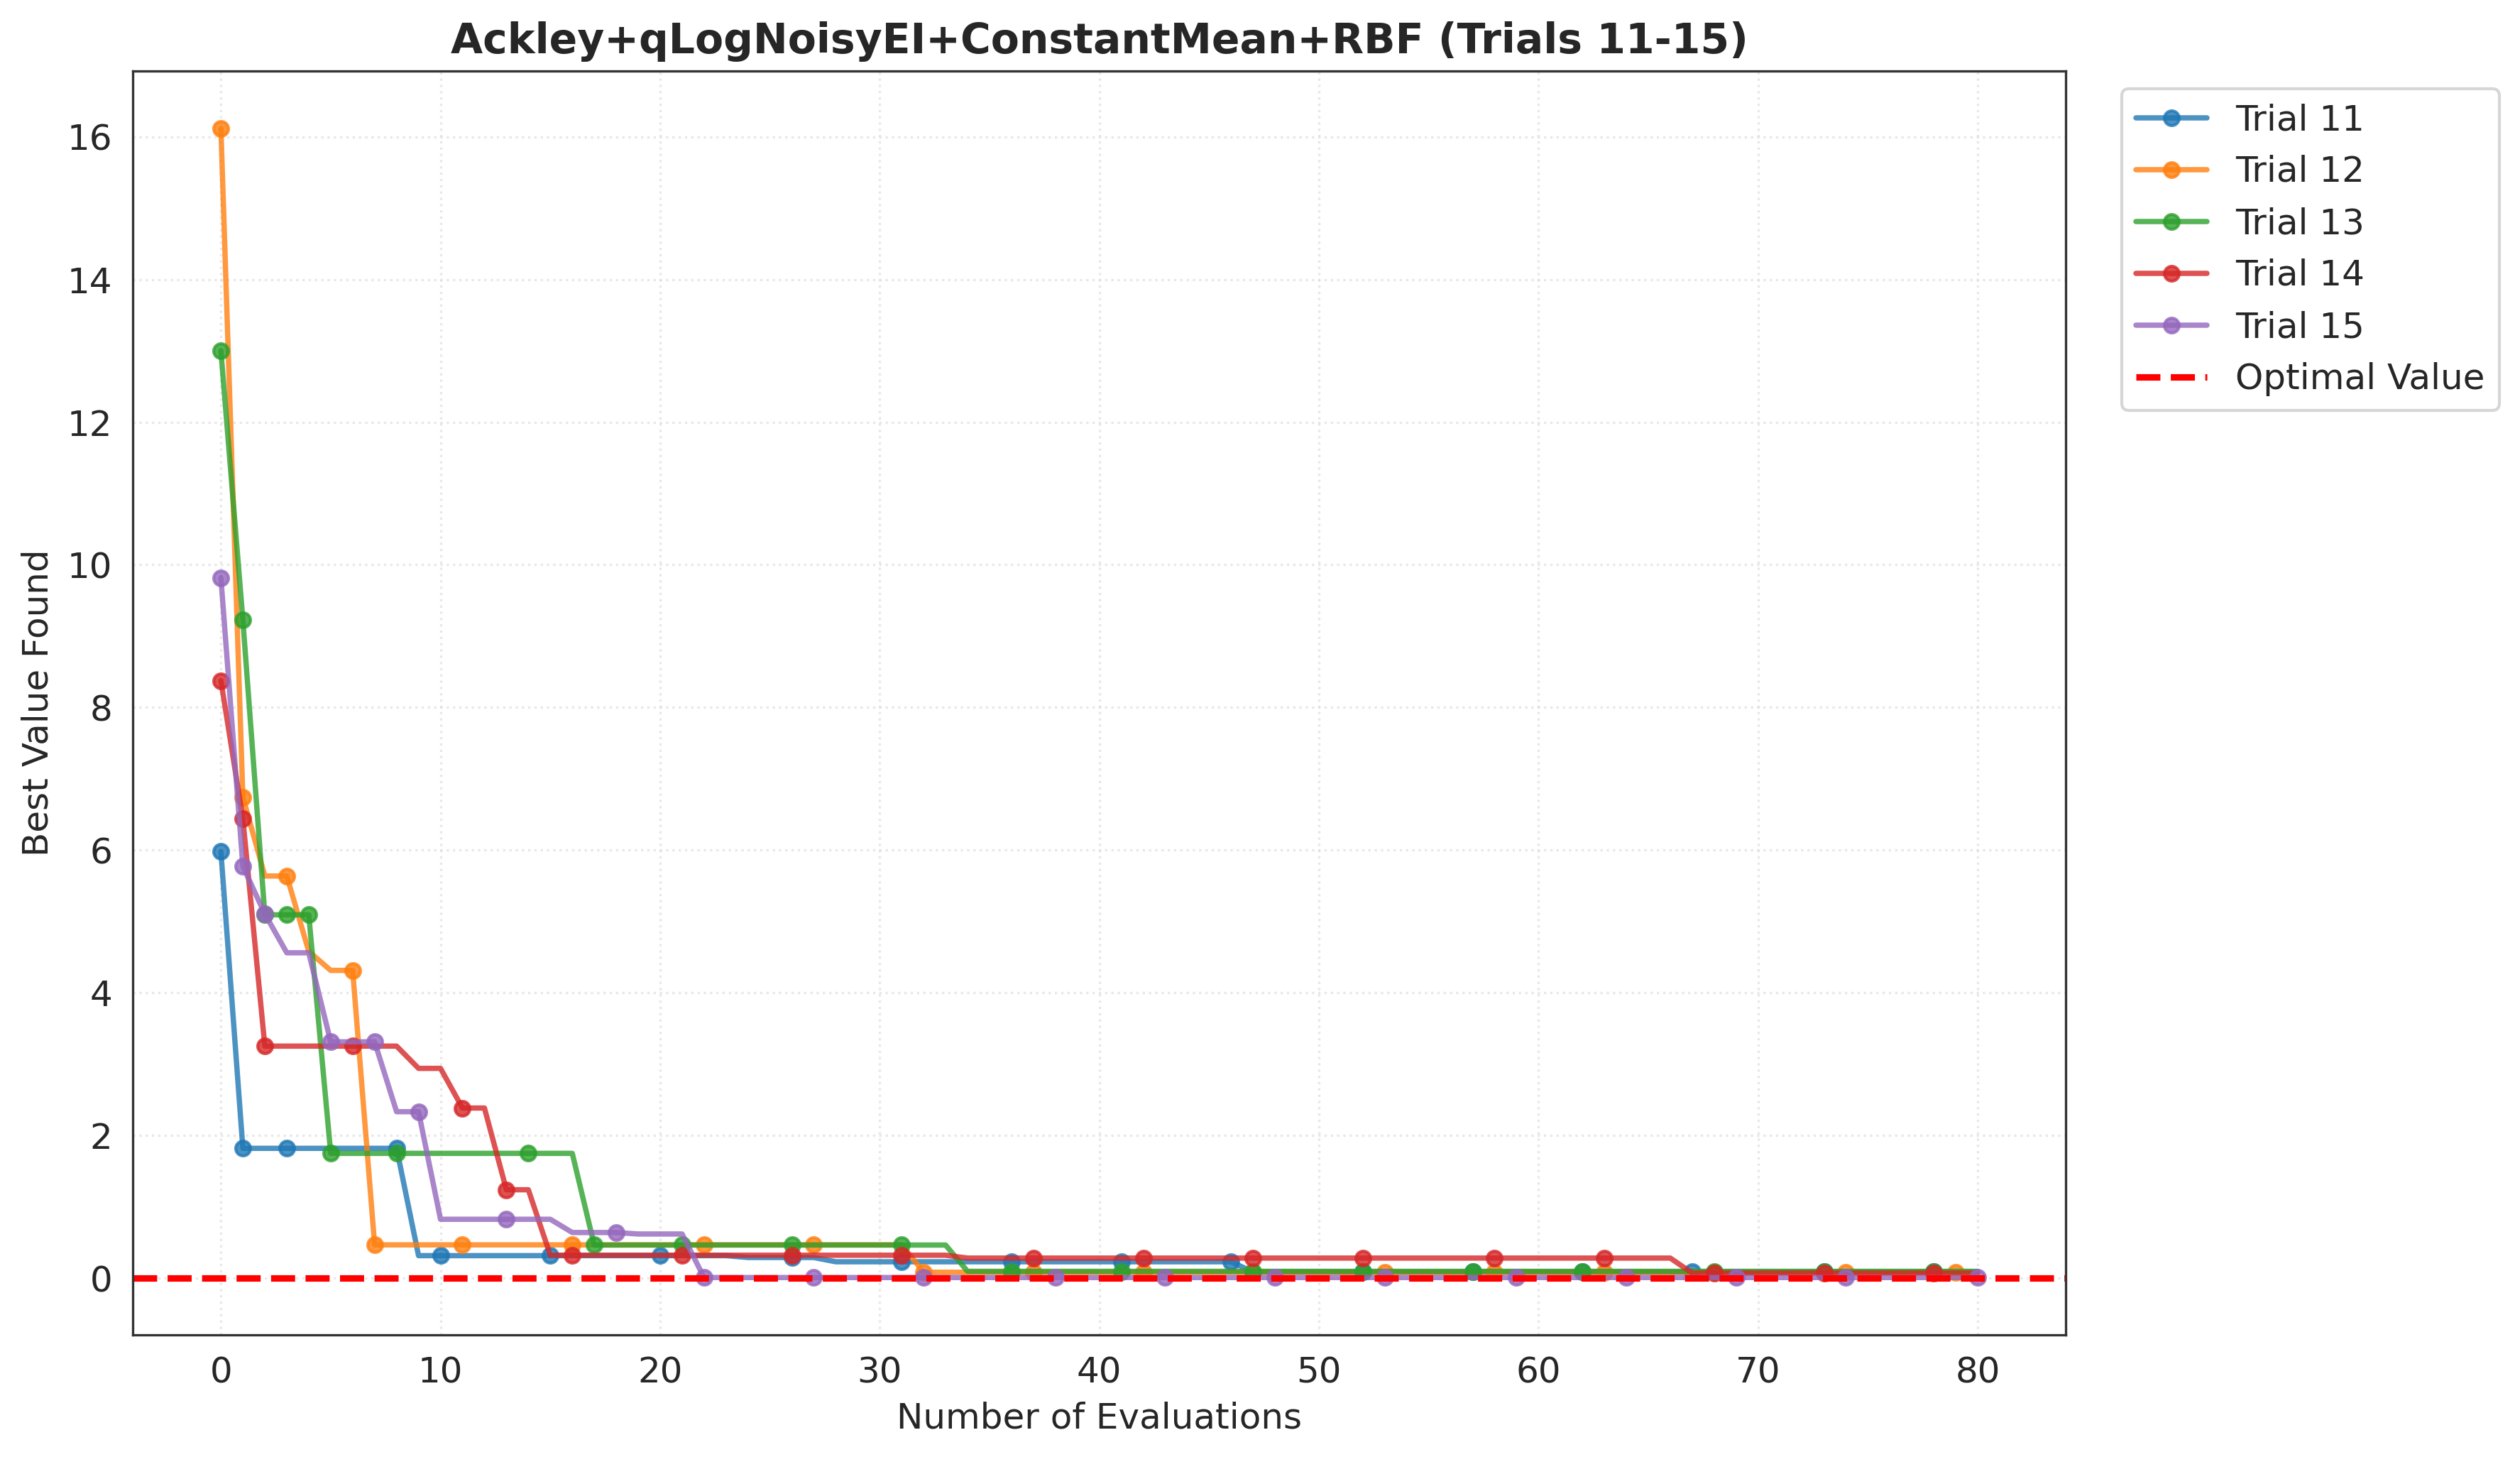 Ackley+qLogNoisyEI+ConstantMean+RBF (Trials 11-15)
Best Value Found
16
14
12
10
8
6
4
2
0
0 10 20 30 40 50 60 70 80
Number of Evaluations
Trial 11
Trial 12
Trial 13
Trial 14
Trial 15
Optimal Value